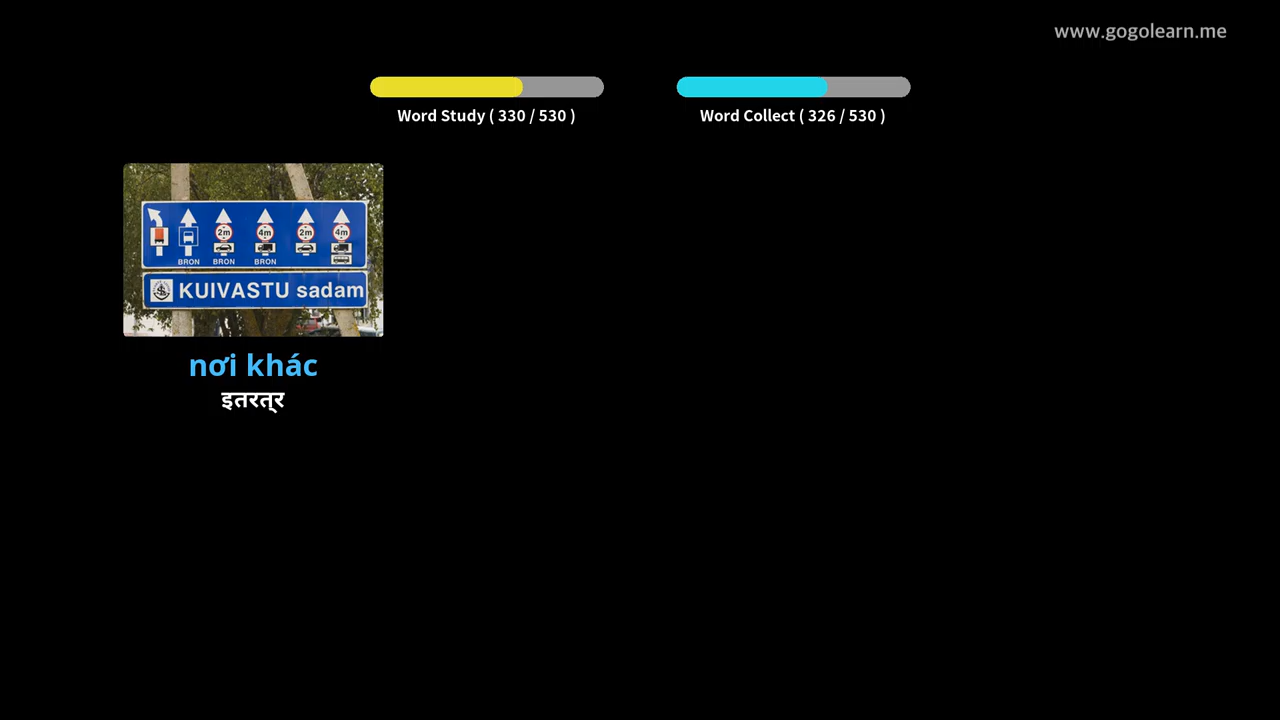 www.gogolearn.me
Word Study ( 330 / 530 )
Word Collect ( 326 / 530 )
2m 4m 2m 4m
BRON BRON BRON
KUIVASTU sadam
nơi khác
इतरत्र